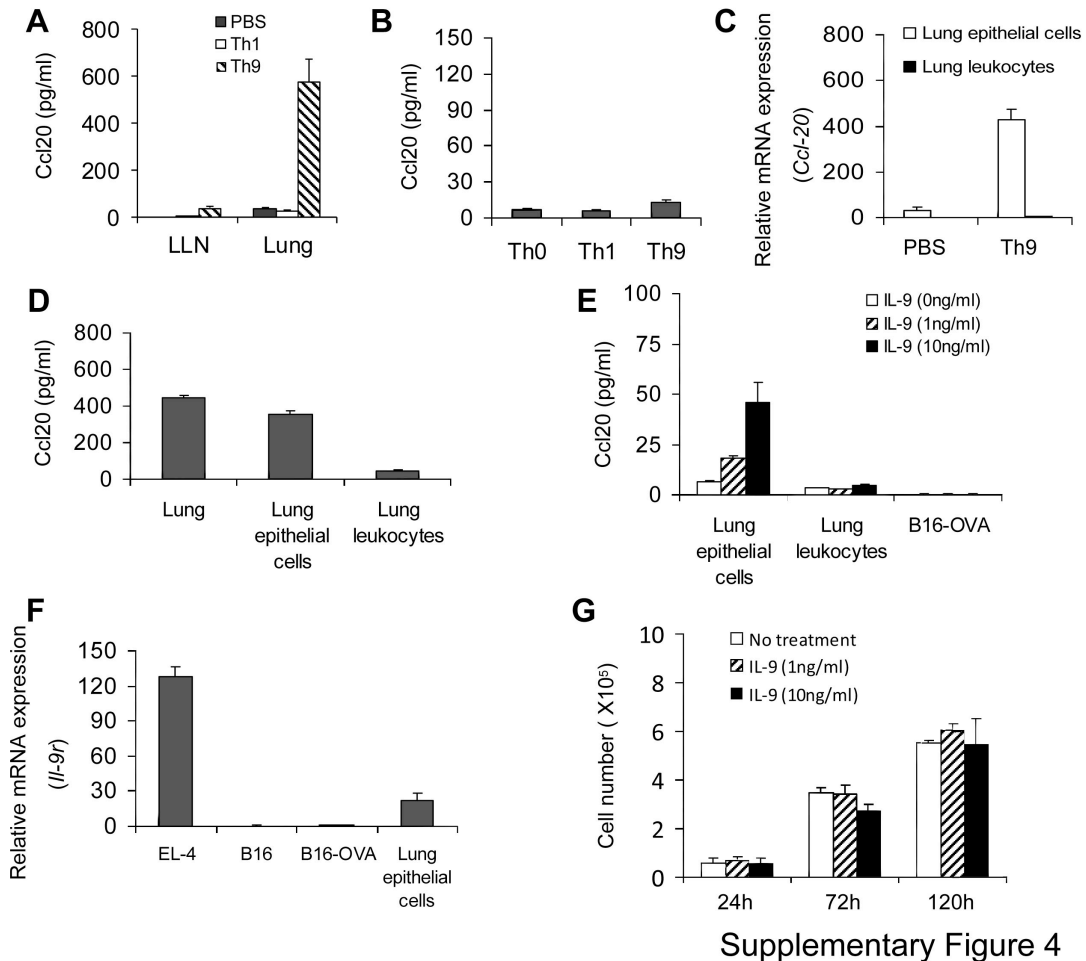 A
Ccl20 (pg/ml)
800
600
400
200
0
PBS
Th1
Th9
LLN Lung
B
Ccl20 (pg/ml)
150
120
90
60
30
0
Th0 Th1 Th9
C
Relative mRNA expression
(Ccl-20)
800
600
400
200
0
Lung epithelial cells
Lung leukocytes
PBS Th9
D
Ccl20 (pg/ml)
800
600
400
200
0
Lung
Lung
epithelial
cells
Lung
leukocytes
E
Ccl20 (pg/ml)
100
75
50
25
0
IL-9 (0ng/ml)
IL-9 (1ng/ml)
IL-9 (10ng/ml)
Lung
epithelial
cells
Lung
leukocytes
B16-OVA
F
Relative mRNA expression
(Il-9r)
150
120
90
60
30
0
EL-4 B16 B16-OVA
Lung
epithelial
cells
G
Cell number ( X10⁵)
10
8
6
4
2
0
No treatment
IL-9 (1ng/ml)
IL-9 (10ng/ml)
24h 72h 120h
Supplementary Figure 4